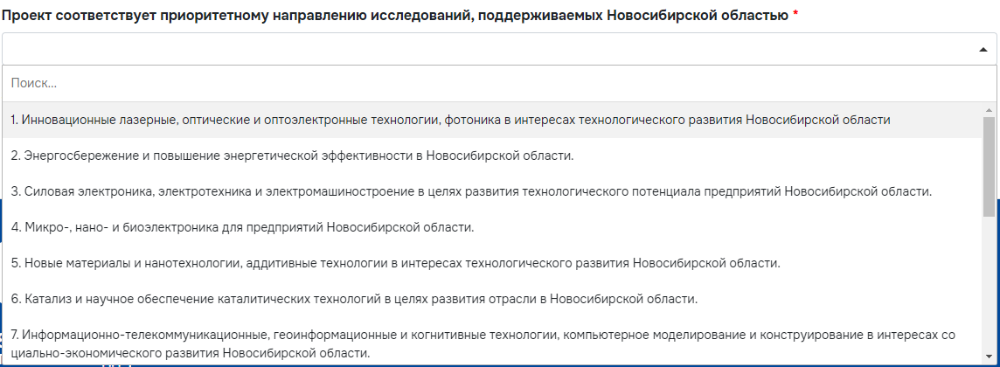 Проект соответствует приоритетному направлению исследований, поддерживаемых Новосибирской областью *
Поиск...
1. Инновационные лазерные, оптические и оптоэлектронные технологии, фотоника в интересах технологического развития Новосибирской области
2. Энергосбережение и повышение энергетической эффективности в Новосибирской области.
3. Силовая электроника, электротехника и электромашиностроение в целях развития технологического потенциала предприятий Новосибирской области.
4. Микро-, нано- и биоэлектроника для предприятий Новосибирской области.
5. Новые материалы и нанотехнологии, аддитивные технологии в интересах технологического развития Новосибирской области.
6. Катализ и научное обеспечение каталитических технологий в целях развития отрасли в Новосибирской области.
7. Информационно-телекоммуникационные, геоинформационные и когнитивные технологии, компьютерное моделирование и конструирование в интересах со
циально-экономического развития Новосибирской области.